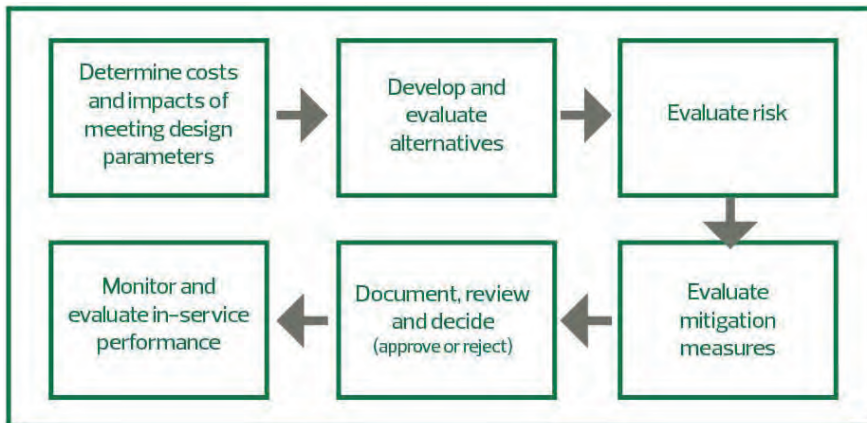 Determine costs
and impacts of
meeting design
parameters
Develop and
evaluate
alternatives
Evaluate risk
Evaluate
mitigation
measures
Document, review
and decide
(approve or reject)
Monitor and
evaluate in-service
performance